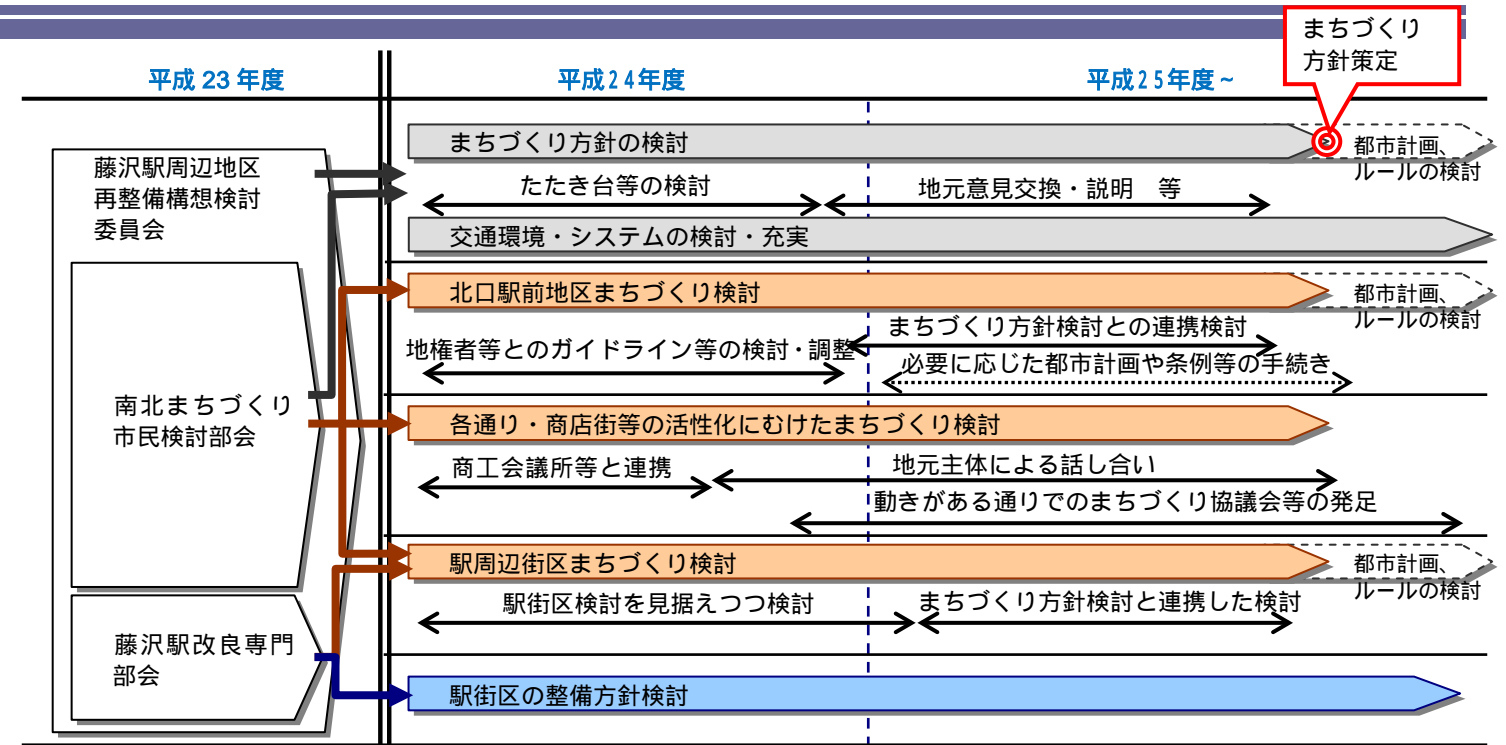 まちづくり
方針策定
平成 23 年度
平成24年度
平成25年度~
藤沢駅周辺地区
再整備構想検討
委員会
南北まちづくり
市民検討部会
藤沢駅改良専門
部会
まちづくり方針の検討
都市計画、
ルールの検討
たたき台等の検討
地元意見交換・説明　等
交通環境・システムの検討・充実
北口駅前地区まちづくり検討
都市計画、
ルールの検討
まちづくり方針検討との連携検討
地権者等とのガイドライン等の検討・調整
必要に応じた都市計画や条例等の手続き
各通り・商店街等の活性化にむけたまちづくり検討
商工会議所等と連携
地元主体による話し合い
動きがある通りでのまちづくり協議会等の発足
駅周辺街区まちづくり検討
都市計画、
ルールの検討
駅街区検討を見据えつつ検討
まちづくり方針検討と連携した検討
駅街区の整備方針検討